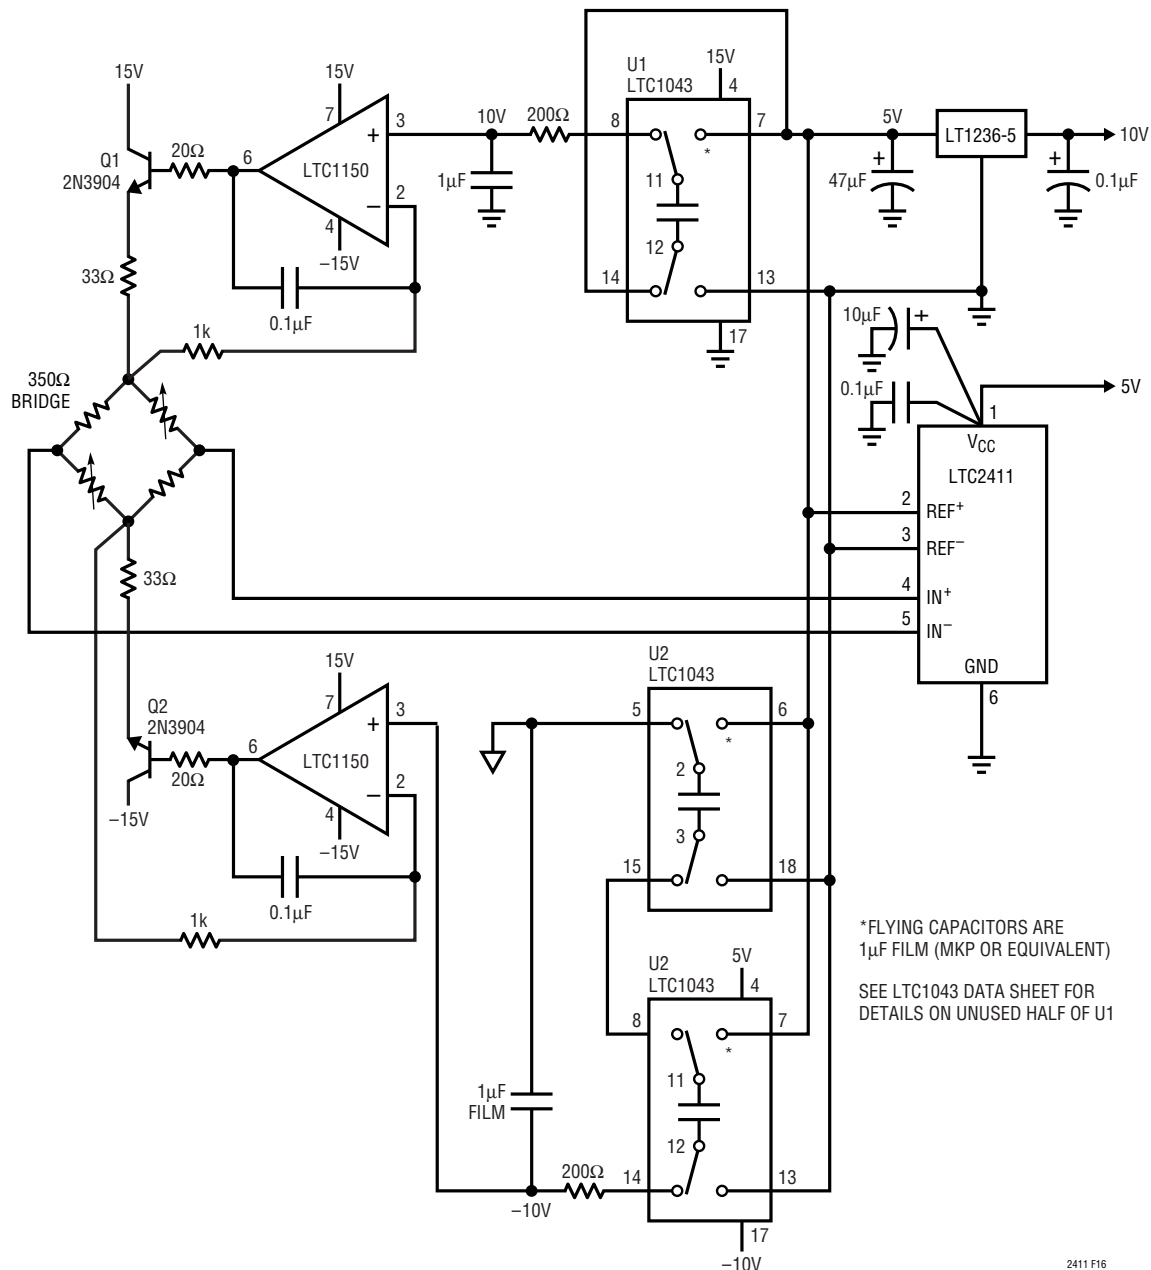 15V
Q1
2N3904
20Ω
6
15V
7
LTC1150
+
3
−
2
4
−15V
0.1µF
33Ω
1k
350Ω
BRIDGE
10V
1µF
200Ω
U1
LTC1043
15V
4
8
7
*
11
12
14
13
17
5V
47µF
+
LT1236-5
10V
+
0.1µF
10µF
+
0.1µF
5V
1
VCC
LTC2411
2
REF+
3
REF−
4
IN+
5
IN−
GND
6
33Ω
Q2
2N3904
−15V
20Ω
6
15V
7
LTC1150
+
3
−
2
4
−15V
0.1µF
1k
U2
LTC1043
5
6
*
2
3
15
18
U2
LTC1043
5V
4
8
7
*
11
12
14
13
17
−10V
1µF
FILM
200Ω
−10V
*FLYING CAPACITORS ARE
1µF FILM (MKP OR EQUIVALENT)
SEE LTC1043 DATA SHEET FOR
DETAILS ON UNUSED HALF OF U1
2411 F16